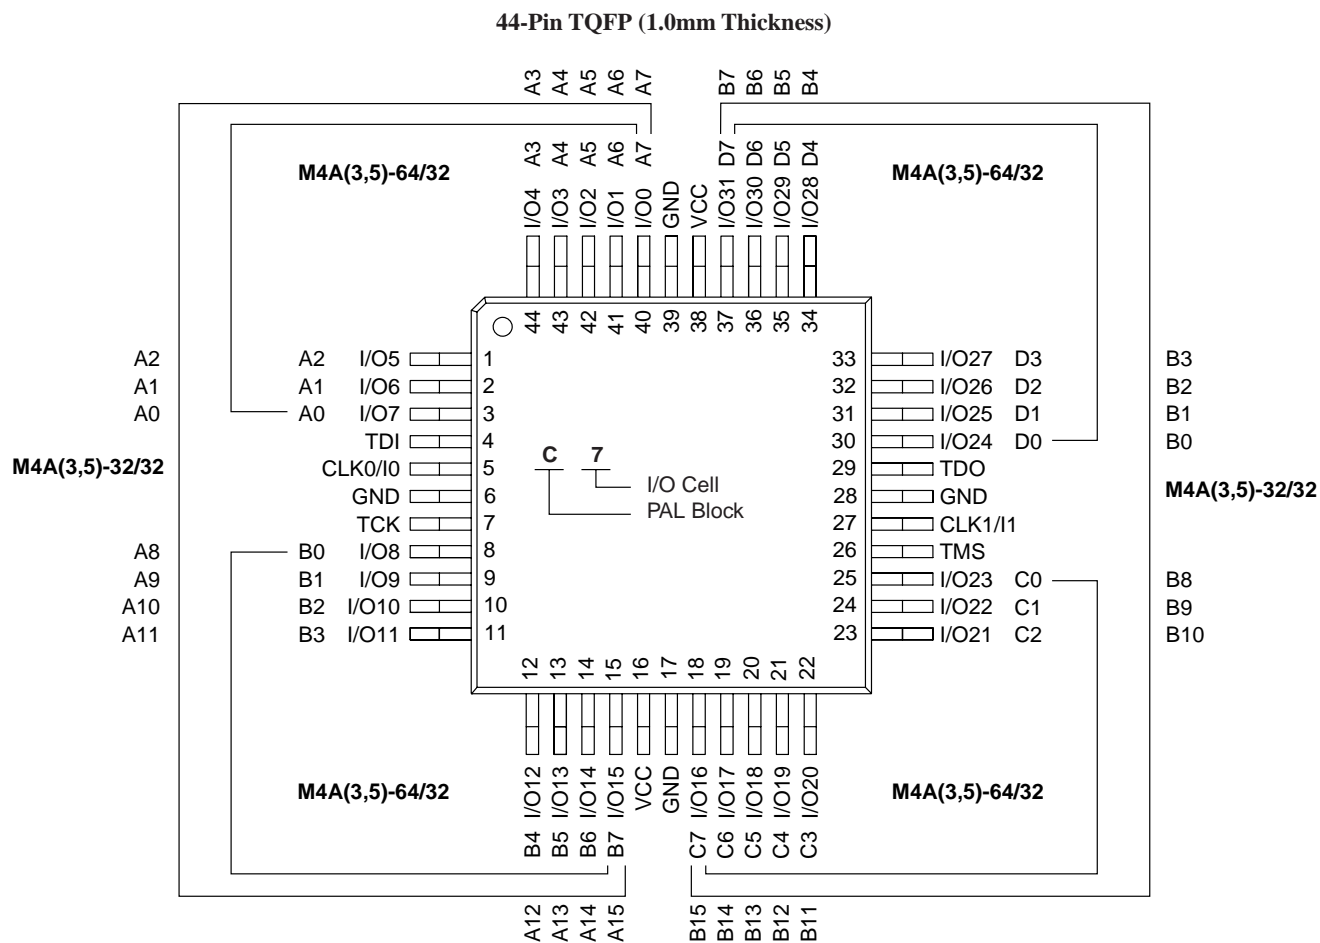 44-Pin TQFP (1.0mm Thickness)
A3 A4 A5 A6 A7 B7 B6 B5 B4
A3 A4 A5 A6 A7 D7 D6 D5 D4
M4A(3,5)-64/32 M4A(3,5)-64/32
I/O4 I/O3 I/O2 I/O1 I/O0 GND VCC I/O31 I/O30 I/O29 I/O28
44 43 42 41 40 39 38 37 36 35 34
A2 A2 I/O5 1 33 I/O27 D3 B3
A1 A1 I/O6 2 32 I/O26 D2 B2
A0 A0 I/O7 3 31 I/O25 D1 B1
TDI 4 30 I/O24 D0 B0
M4A(3,5)-32/32 CLK0/I0 5 C 7 29 TDO
GND 6 I/O Cell 28 GND M4A(3,5)-32/32
TCK 7 PAL Block 27 CLK1/I1
A8 B0 I/O8 8 26 TMS
A9 B1 I/O9 9 25 I/O23 C0 B8
A10 B2 I/O10 10 24 I/O22 C1 B9
A11 B3 I/O11 11 23 I/O21 C2 B10
12 13 14 15 16 17 18 19 20 21 22
I/O12 I/O13 I/O14 I/O15 VCC GND I/O16 I/O17 I/O18 I/O19 I/O20
M4A(3,5)-64/32 M4A(3,5)-64/32
B4 B5 B6 B7 C7 C6 C5 C4 C3
A12 A13 A14 A15 B15 B14 B13 B12 B11